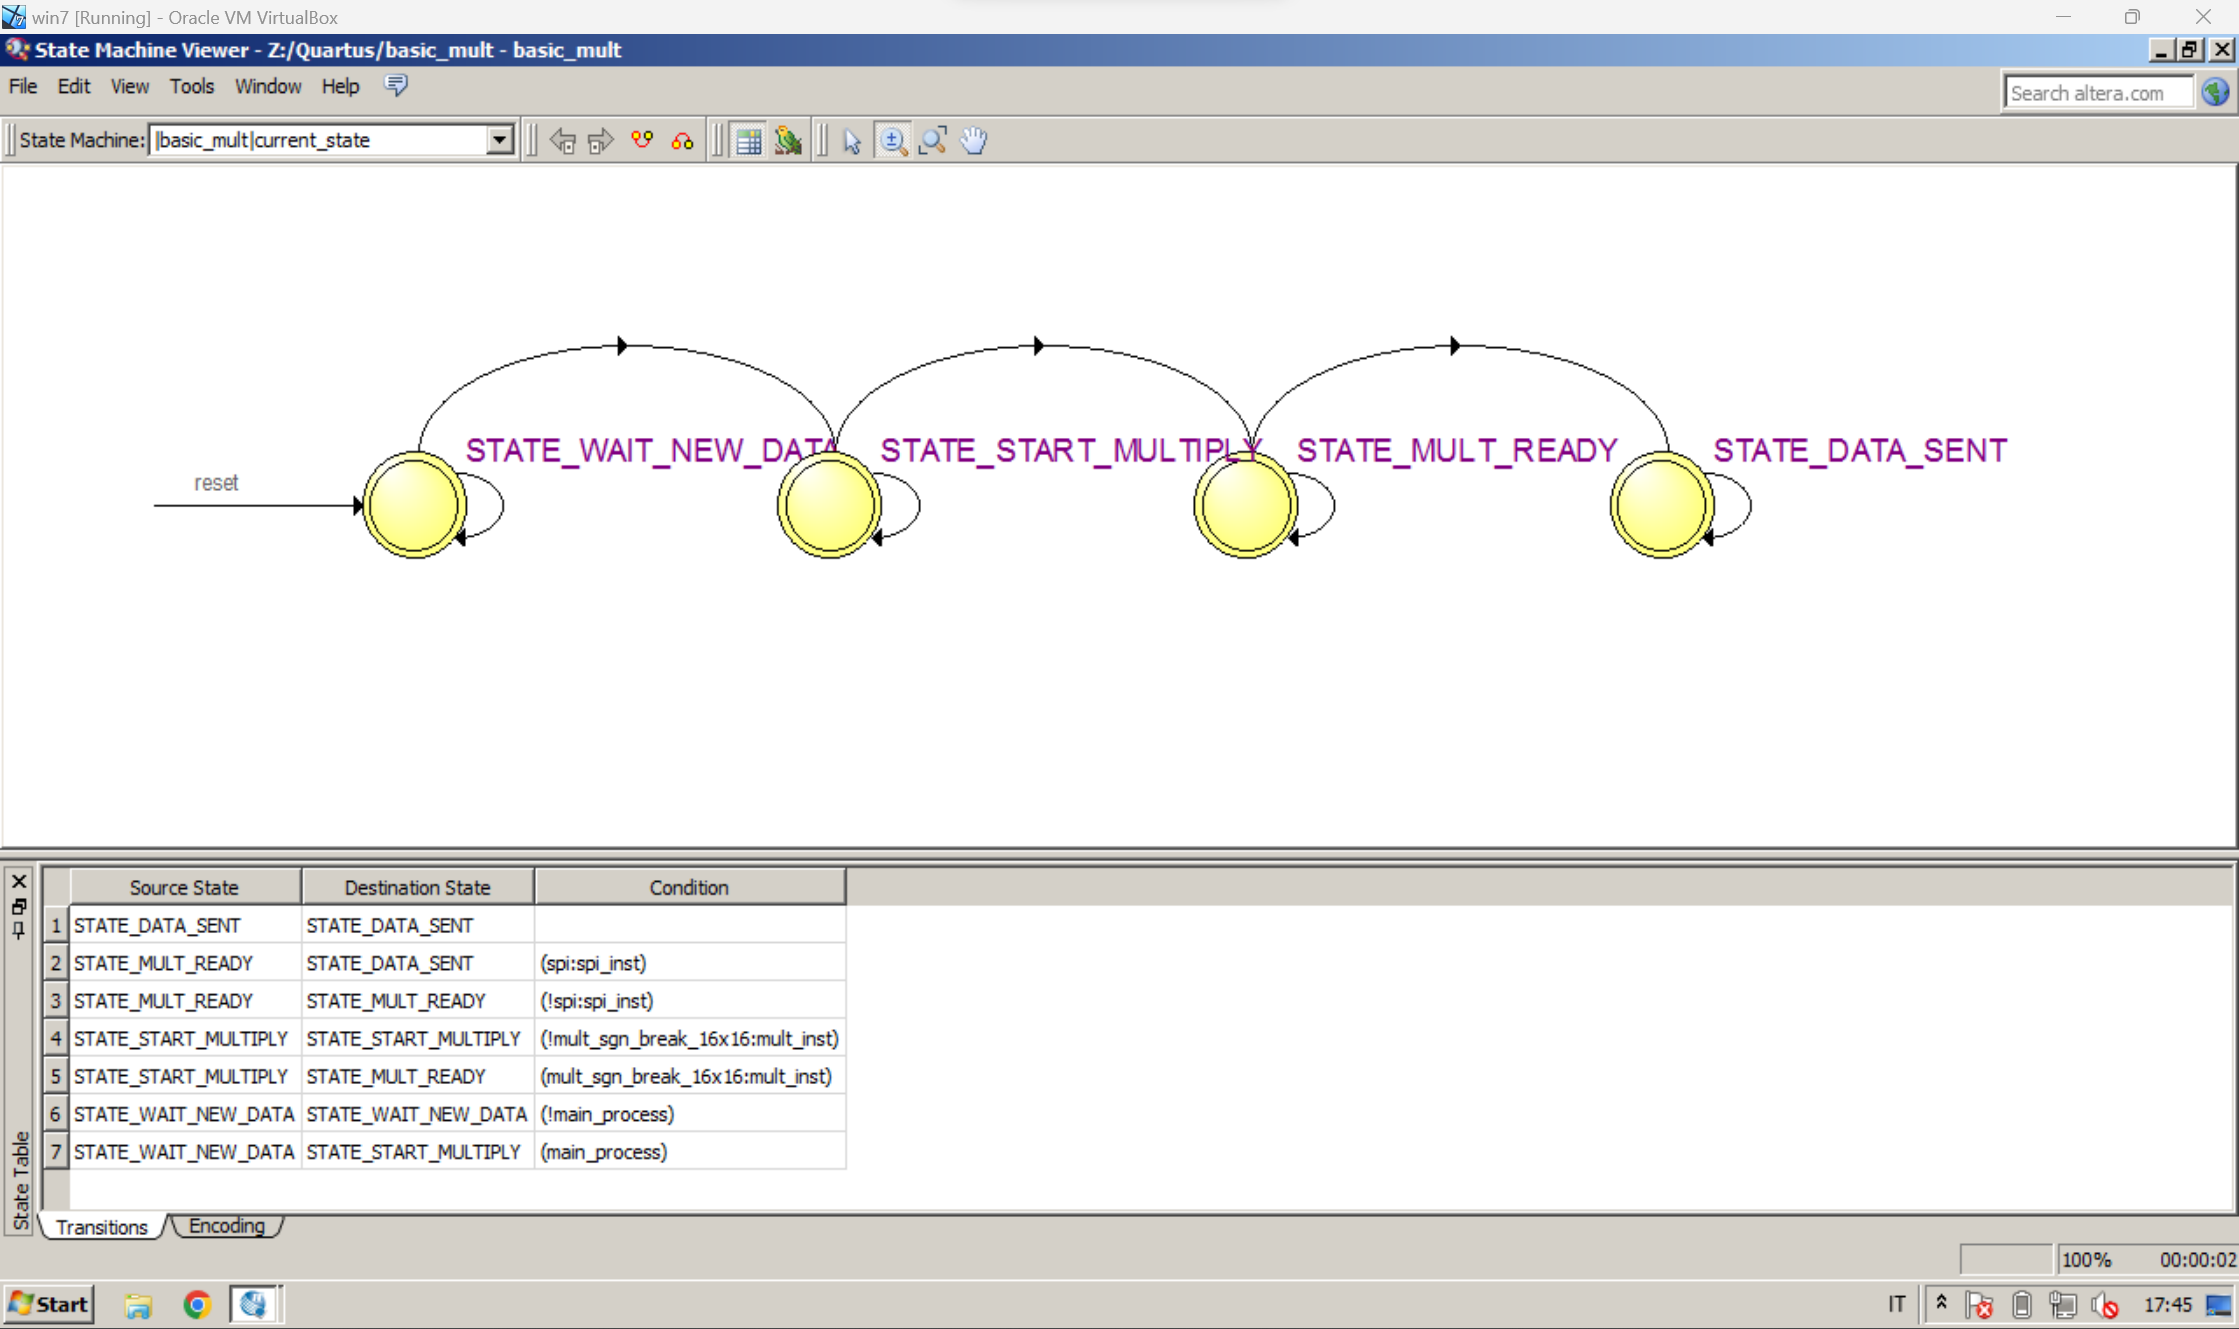 win7 [Running] - Oracle VM VirtualBox
State Machine Viewer - Z:/Quartus/basic_mult - basic_mult
File Edit View Tools Window Help
Search altera.com
State Machine: |basic_mult|current_state
reset
STATE_WAIT_NEW_DATA STATE_START_MULTIPLY STATE_MULT_READY STATE_DATA_SENT
Source State Destination State Condition
1 STATE_DATA_SENT STATE_DATA_SENT
2 STATE_MULT_READY STATE_DATA_SENT (spi:spi_inst)
3 STATE_MULT_READY STATE_MULT_READY (!spi:spi_inst)
4 STATE_START_MULTIPLY STATE_START_MULTIPLY (!mult_sgn_break_16x16:mult_inst)
5 STATE_START_MULTIPLY STATE_MULT_READY (mult_sgn_break_16x16:mult_inst)
6 STATE_WAIT_NEW_DATA STATE_WAIT_NEW_DATA (!main_process)
7 STATE_WAIT_NEW_DATA STATE_START_MULTIPLY (main_process)
State Table
Transitions Encoding
100% 00:00:02
Start
IT
17:45